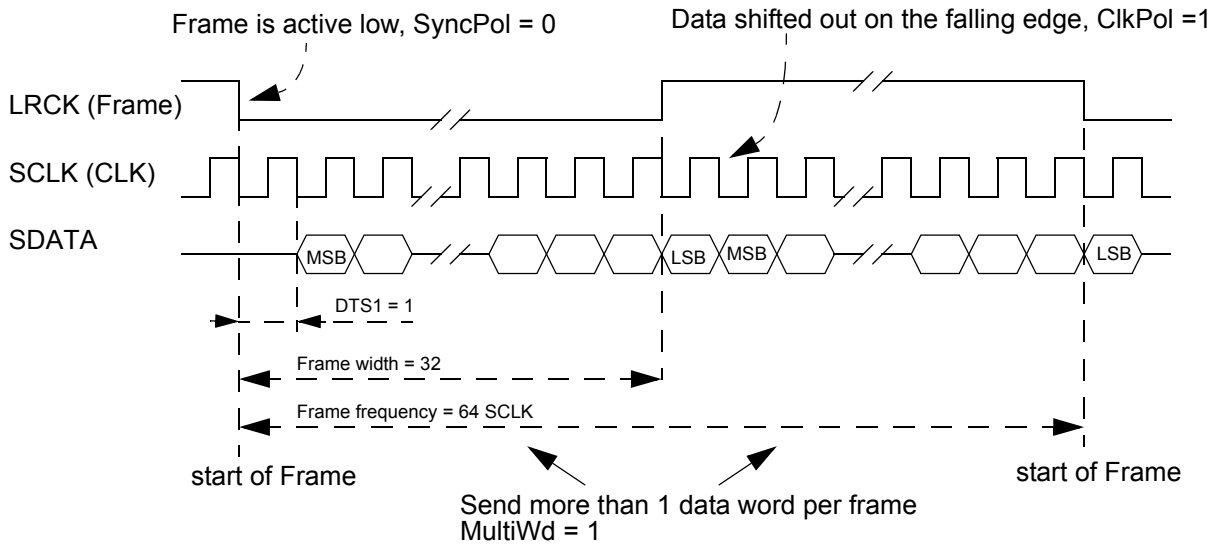 Frame is active low, SyncPol = 0
Data shifted out on the falling edge, ClkPol =1
LRCK (Frame)
SCLK (CLK)
SDATA
MSB
LSB
MSB
LSB
DTS1 = 1
Frame width = 32
Frame frequency = 64 SCLK
start of Frame
start of Frame
Send more than 1 data word per frame
MultiWd = 1